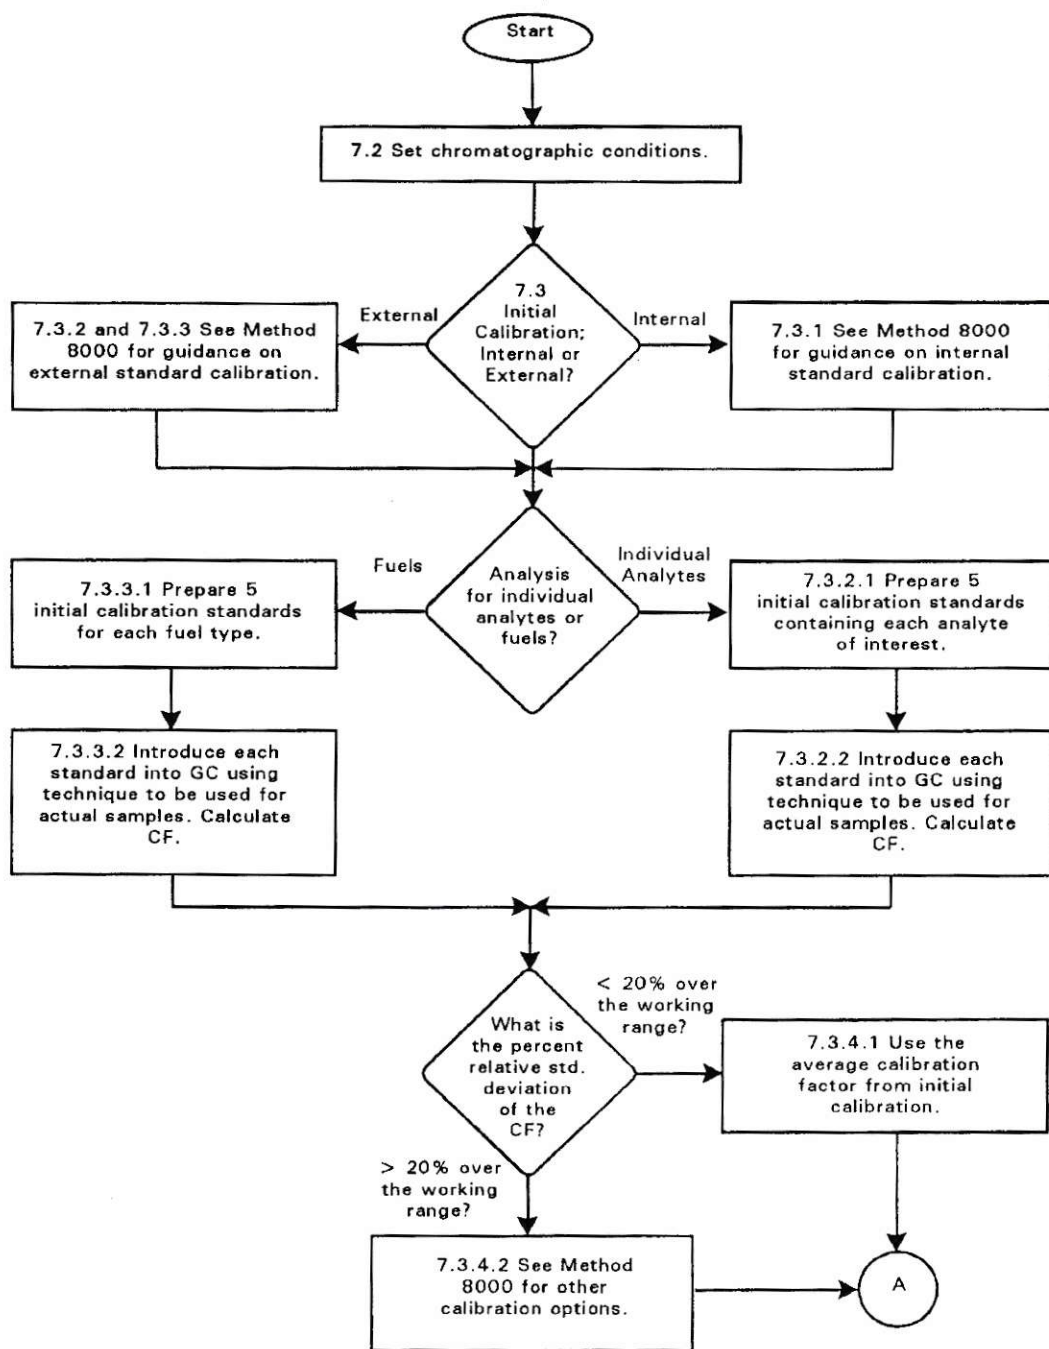 Start
7.2 Set chromatographic conditions.
7.3
Initial
Calibration;
Internal or
External?
External
Internal
7.3.2 and 7.3.3 See Method
8000 for guidance on
external standard calibration.
7.3.1 See Method 8000
for guidance on internal
standard calibration.
Analysis
for individual
analytes or
fuels?
Fuels
Individual
Analytes
7.3.3.1 Prepare 5
initial calibration standards
for each fuel type.
7.3.2.1 Prepare 5
initial calibration standards
containing each analyte
of interest.
7.3.3.2 Introduce each
standard into GC using
technique to be used for
actual samples. Calculate
CF.
7.3.2.2 Introduce each
standard into GC using
technique to be used for
actual samples. Calculate
CF.
What is
the percent
relative std.
deviation
of the
CF?
< 20% over
the working
range?
7.3.4.1 Use the
average calibration
factor from initial
calibration.
> 20% over
the working
range?
7.3.4.2 See Method
8000 for other
calibration options.
A